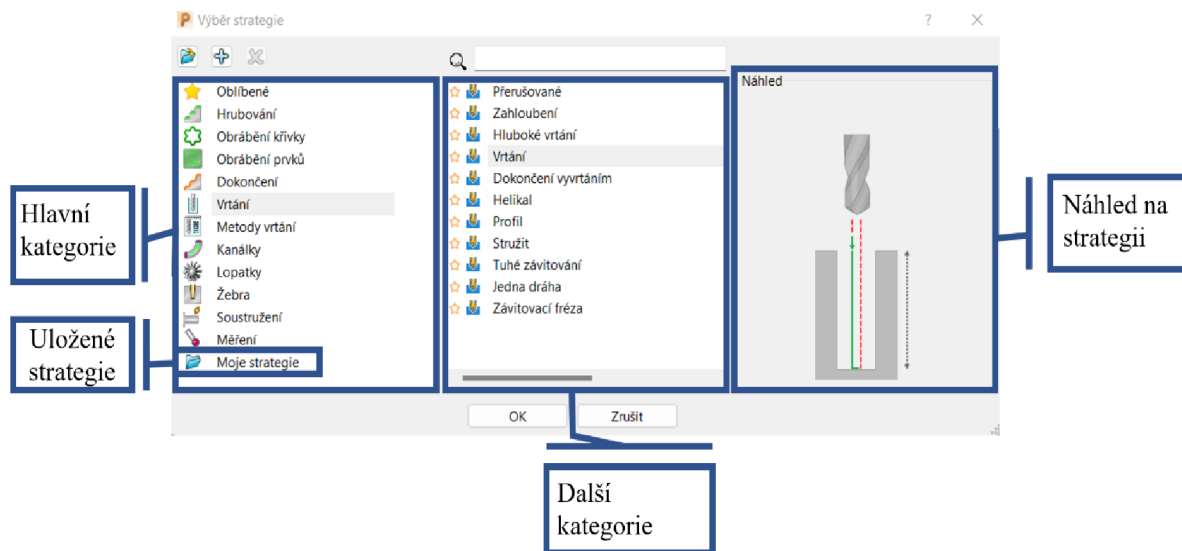 P Výběr strategie ? X
Oblíbené
Hrubování
Obrábění křivky
Obrábění prvků
Dokončení
Vrtání
Metody vrtání
Kanálky
Lopatky
Žebra
Soustružení
Měření
Moje strategie
Přerušované
Zahloubení
Hluboké vrtání
Vrtání
Dokončení vyvrtáním
Helikal
Profil
Stružit
Tuhé závitování
Jedna dráha
Závitovací fréza
Náhled
OK Zrušit
Hlavní
kategorie
Uložené
strategie
Další
kategorie
Náhled na
strategii